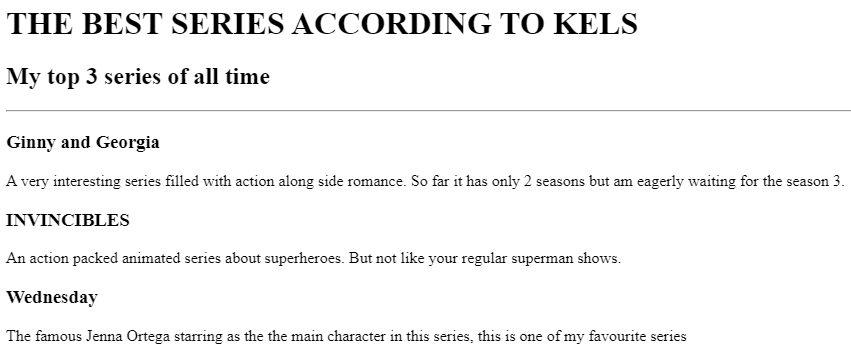 THE BEST SERIES ACCORDING TO KELS
My top 3 series of all time
Ginny and Georgia
A very interesting series filled with action along side romance. So far it has only 2 seasons but am eagerly waiting for the season 3.
INVINCIBLES
An action packed animated series about superheroes. But not like your regular superman shows.
Wednesday
The famous Jenna Ortega starring as the the main character in this series, this is one of my favourite series